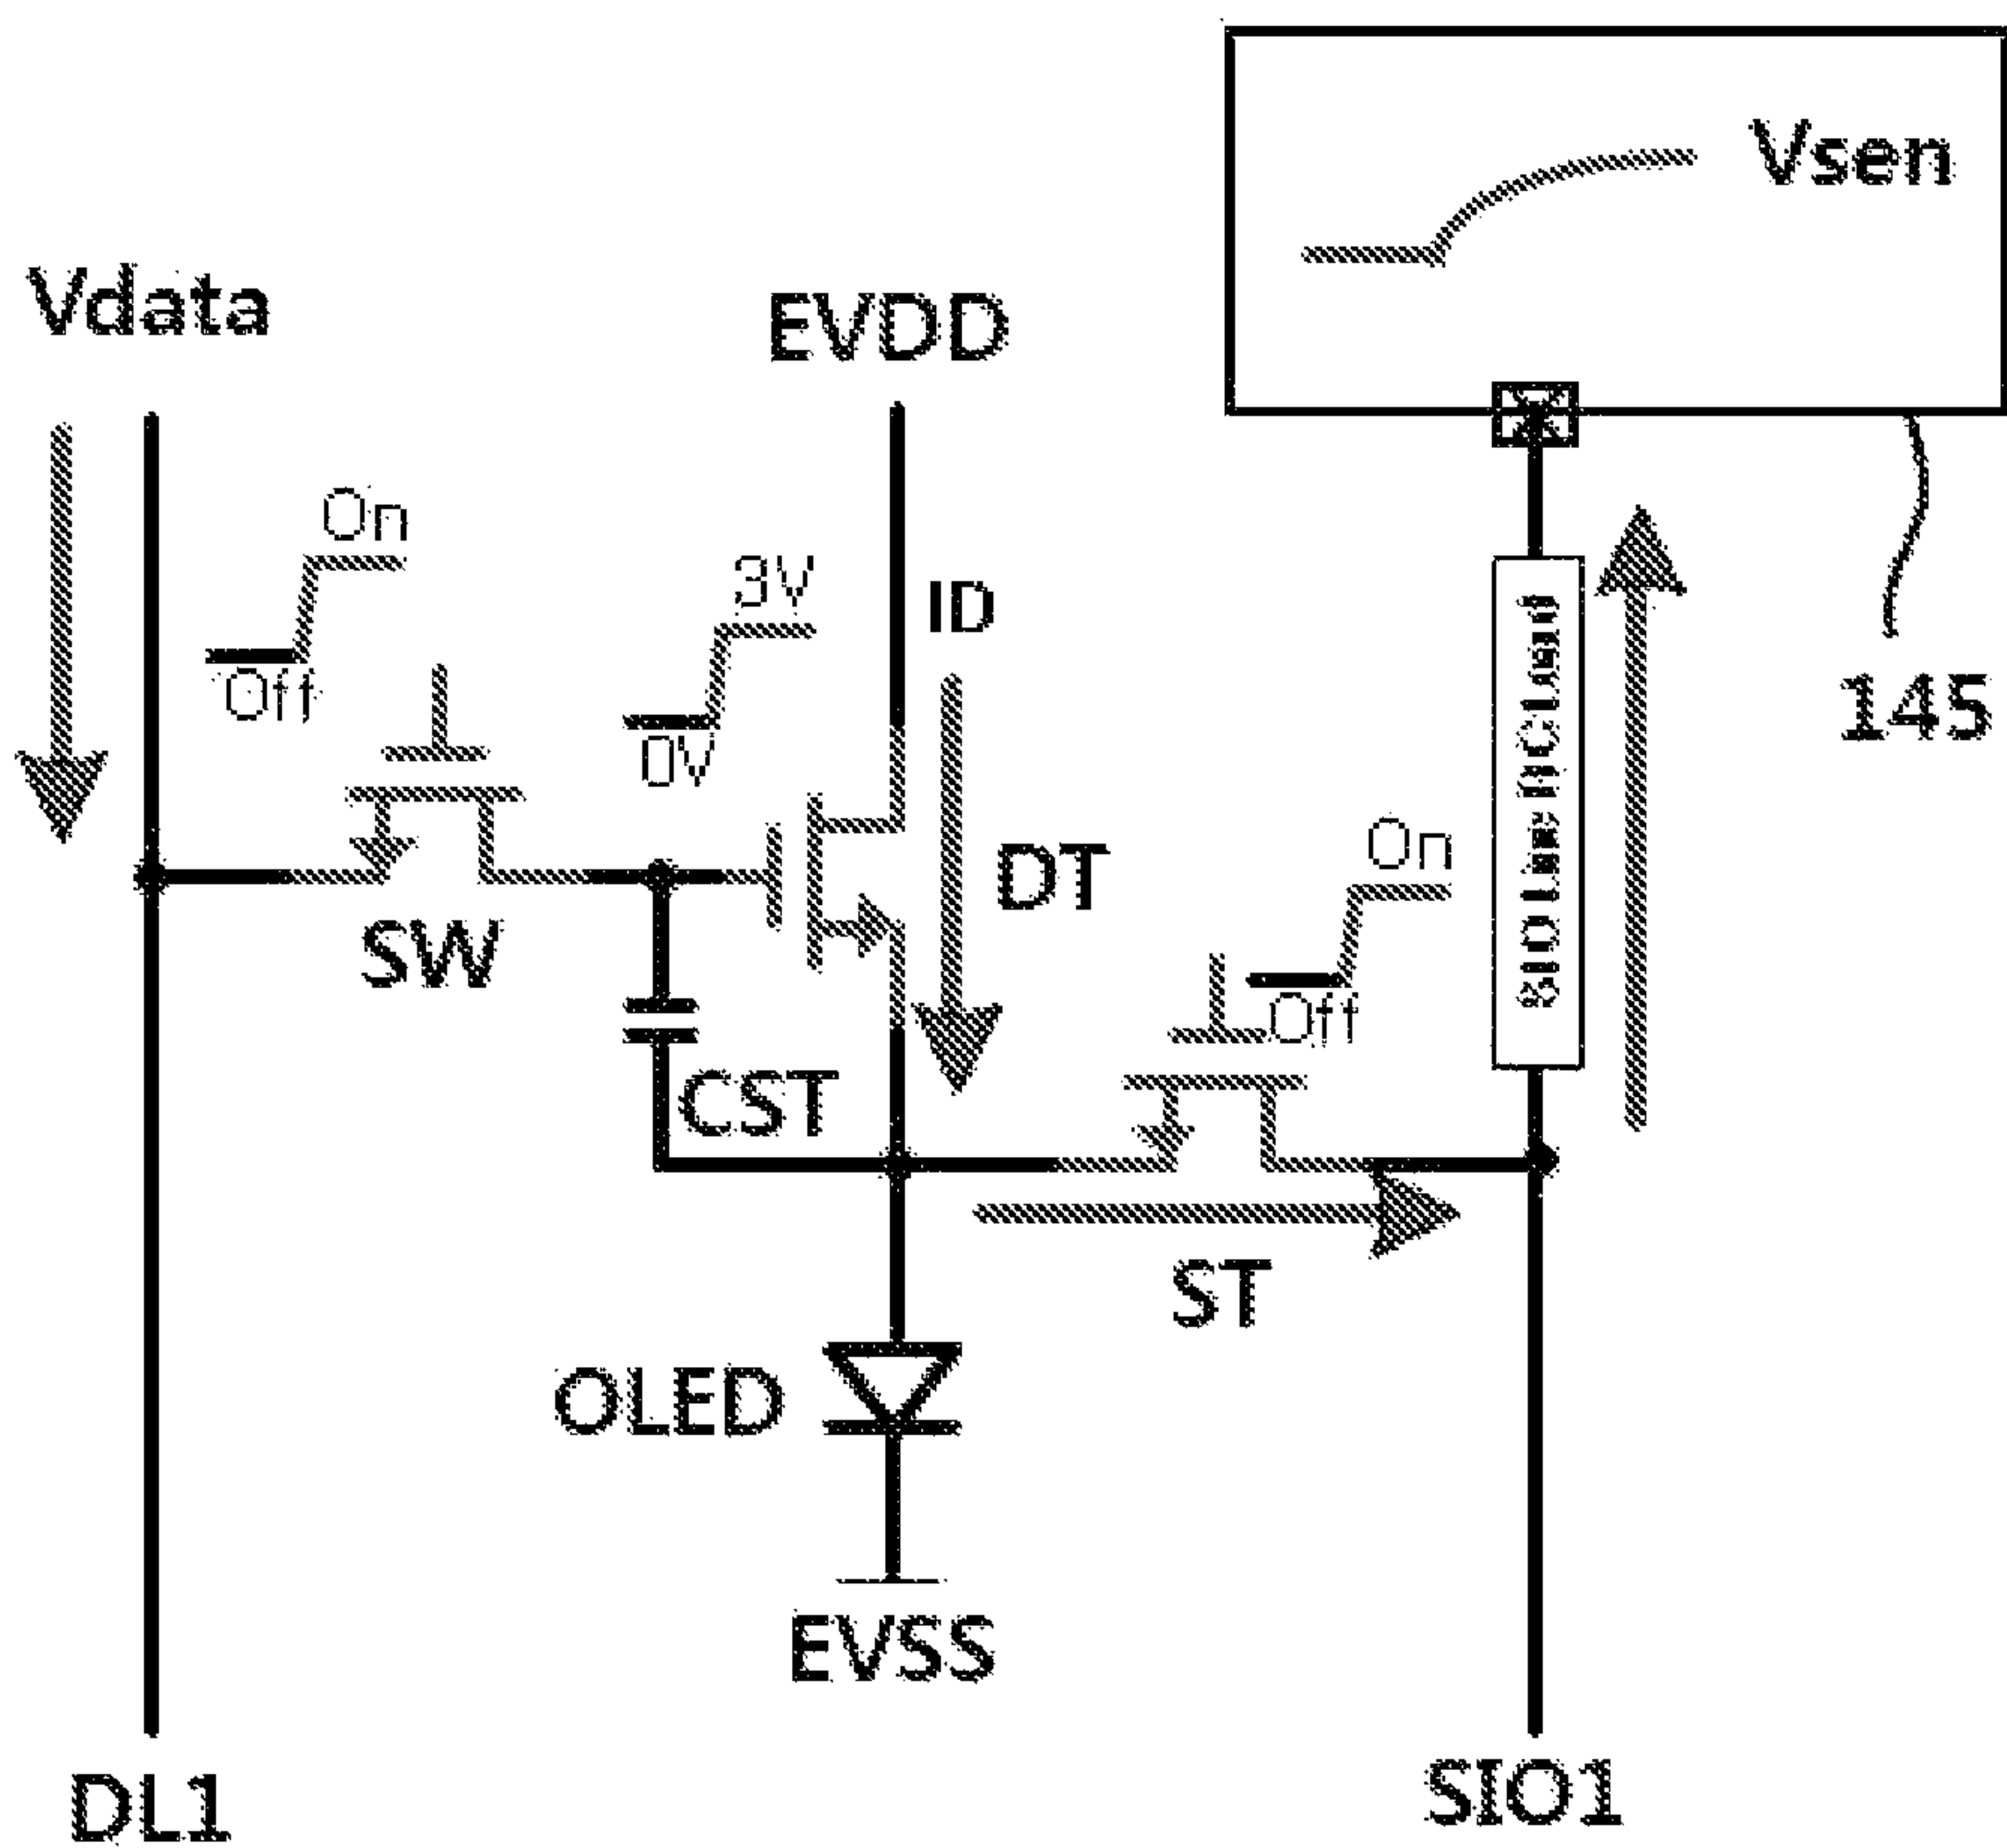 Vsen
Vdata
EVDD
On
3V
ID
Off
145
0V
On
DT
SW
Off
CST
ST
OLED
EVSS
DL1
SIO1